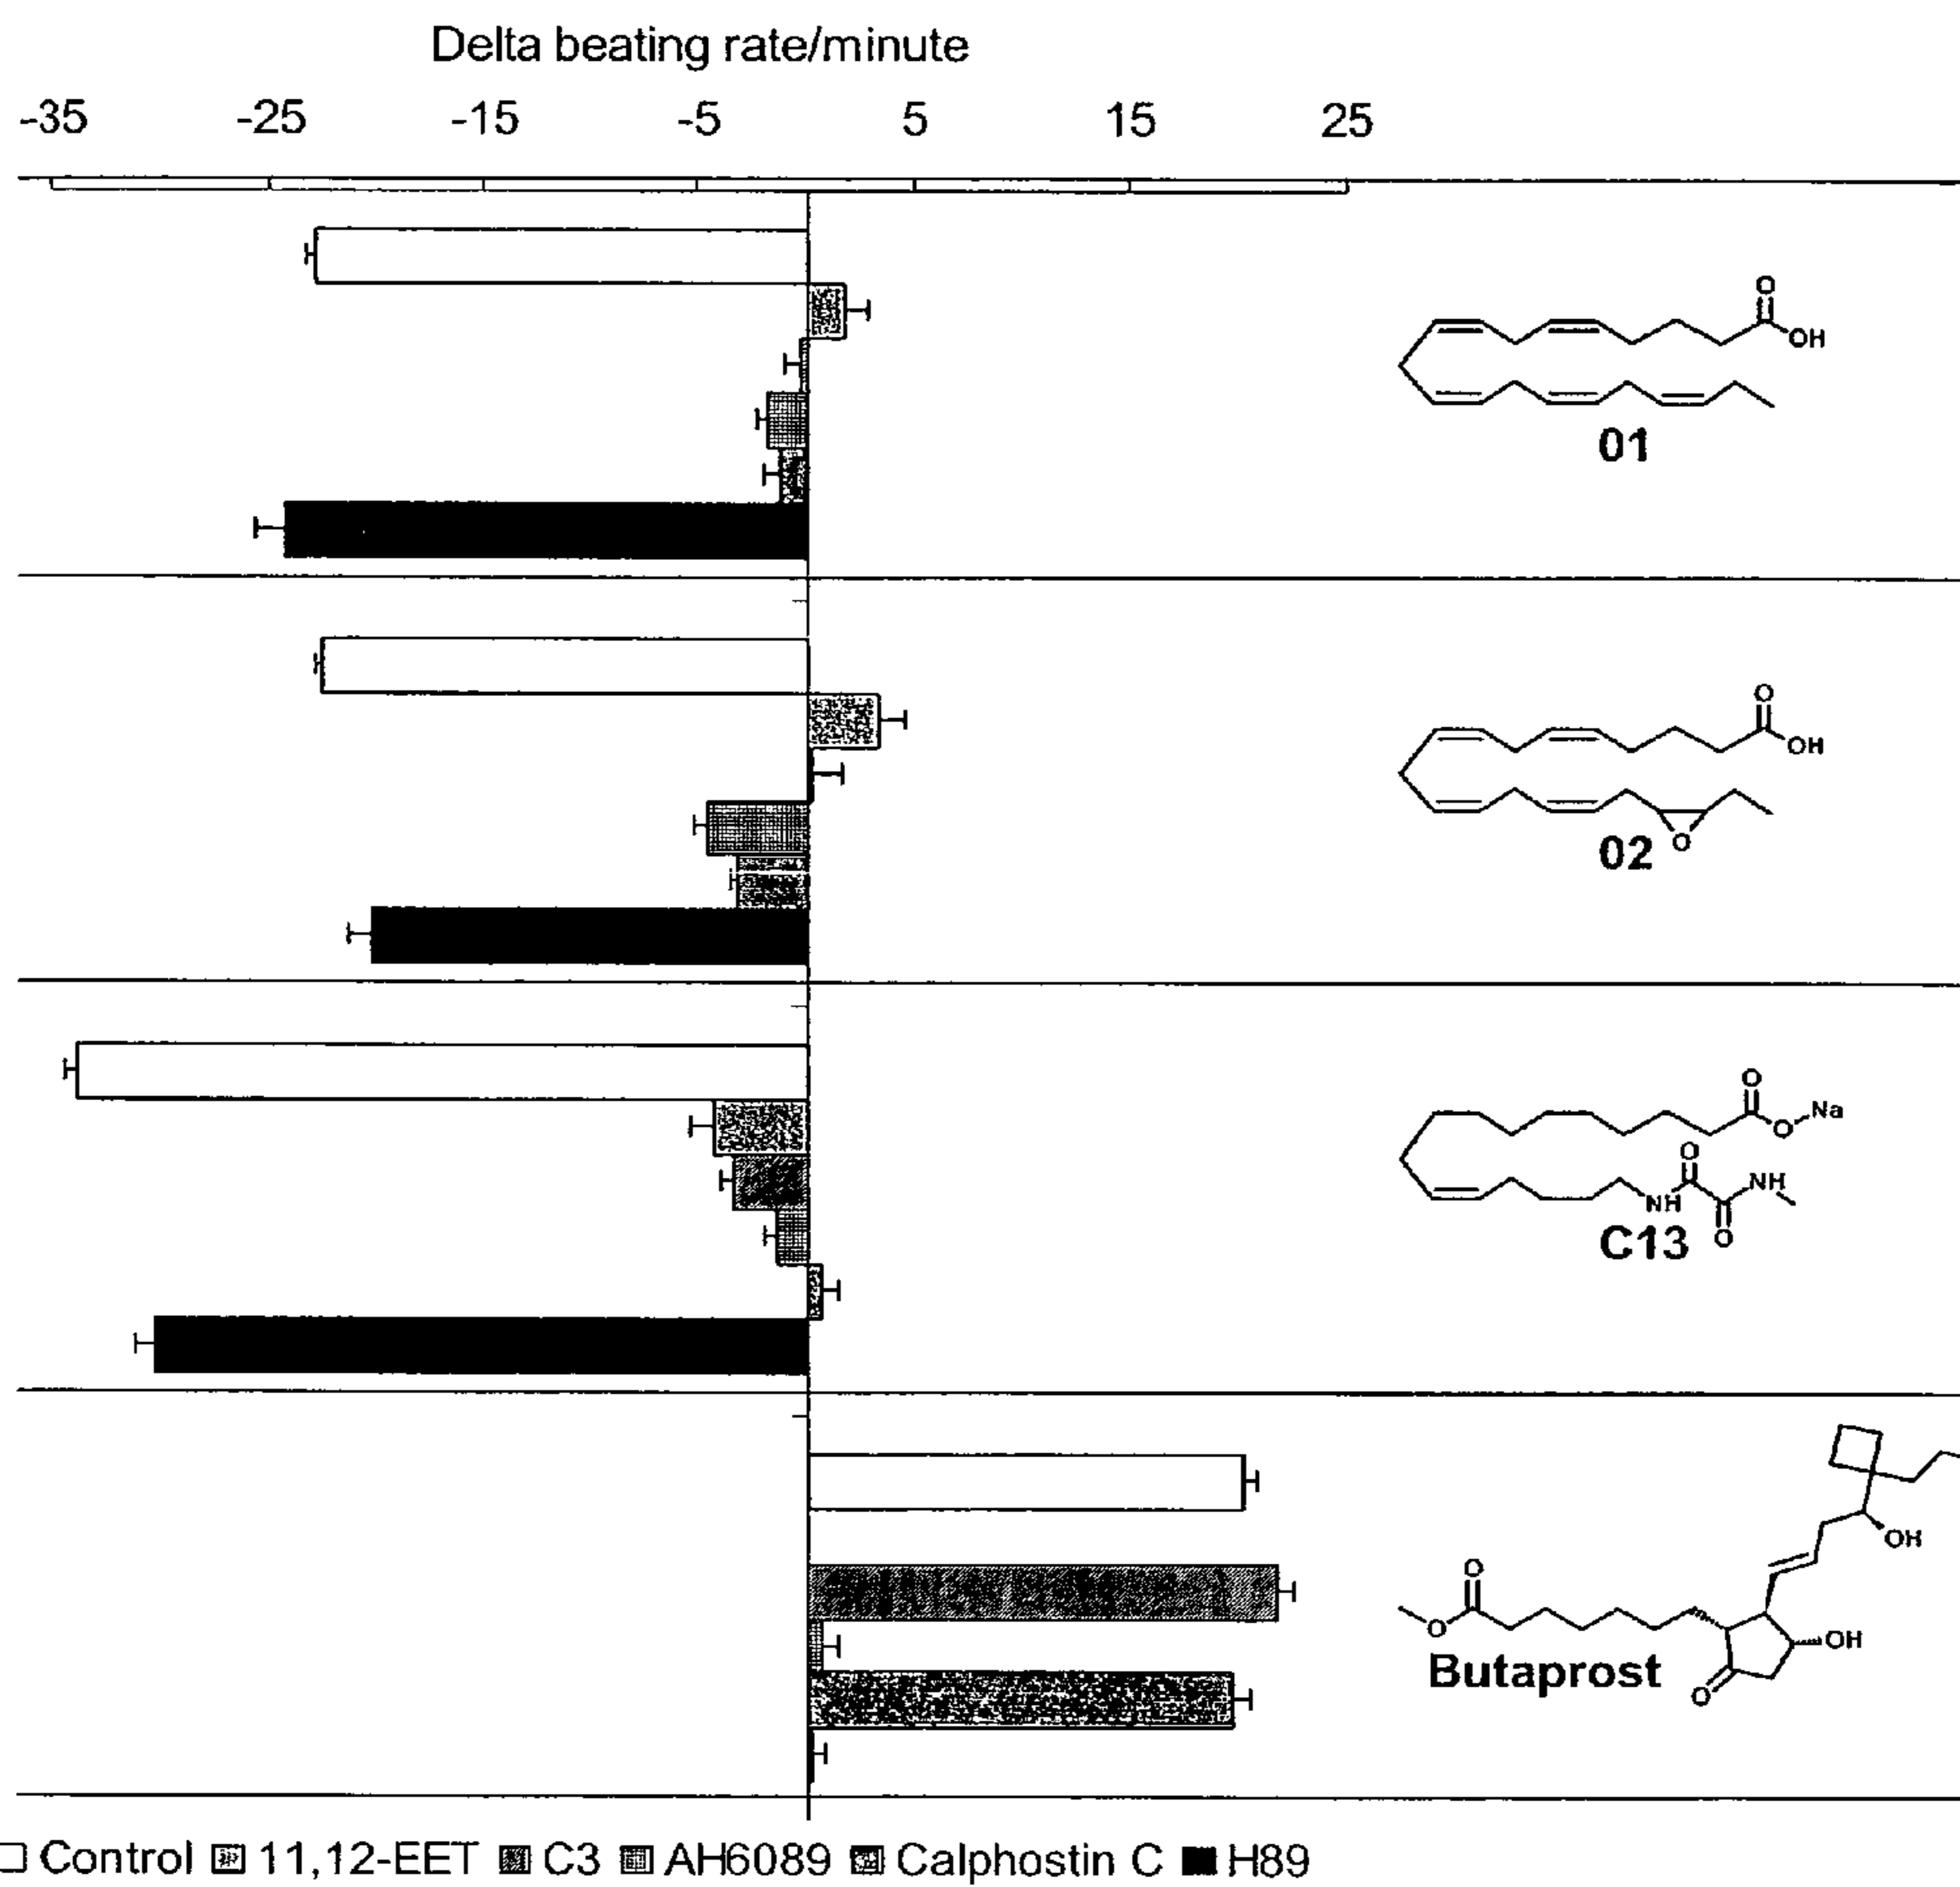 Delta beating rate/minute
-35 -25 -15 -5 5 15 25
O
OH
01
O
OH
O
02
O
Na
O
O
NH
NH
O
C13
OH
O
O
OH
Butaprost
O
Control 11,12-EET C3 AH6089 Calphostin C H89